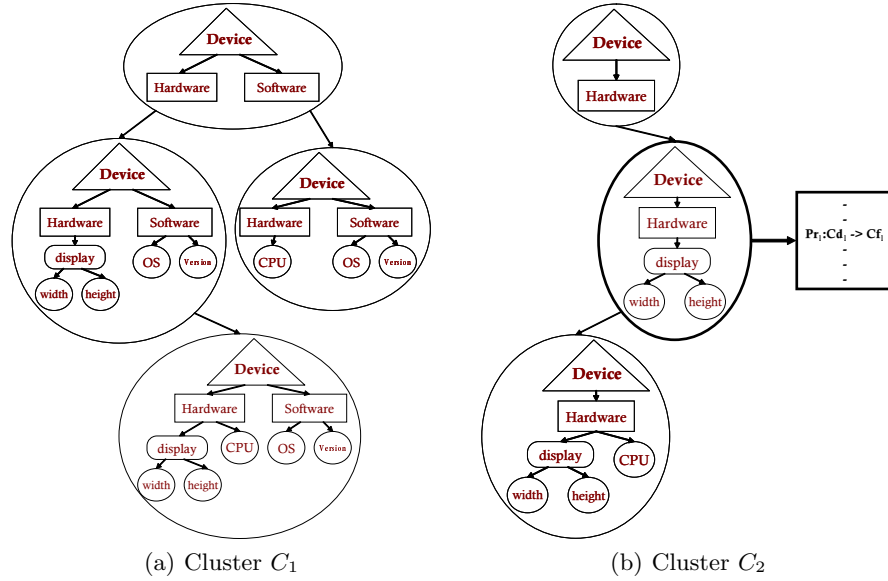 Device
Hardware Software
Device
Hardware Software
display OS Version
width height
Device
Hardware Software
CPU OS Version
Device
Hardware Software
display CPU OS Version
width height
(a) Cluster C1
Device
Hardware
Device
Hardware
display
width height
-
-
Pr1:Cd1 -> Cf1
-
-
-
Device
Hardware
display CPU
width height
(b) Cluster C2